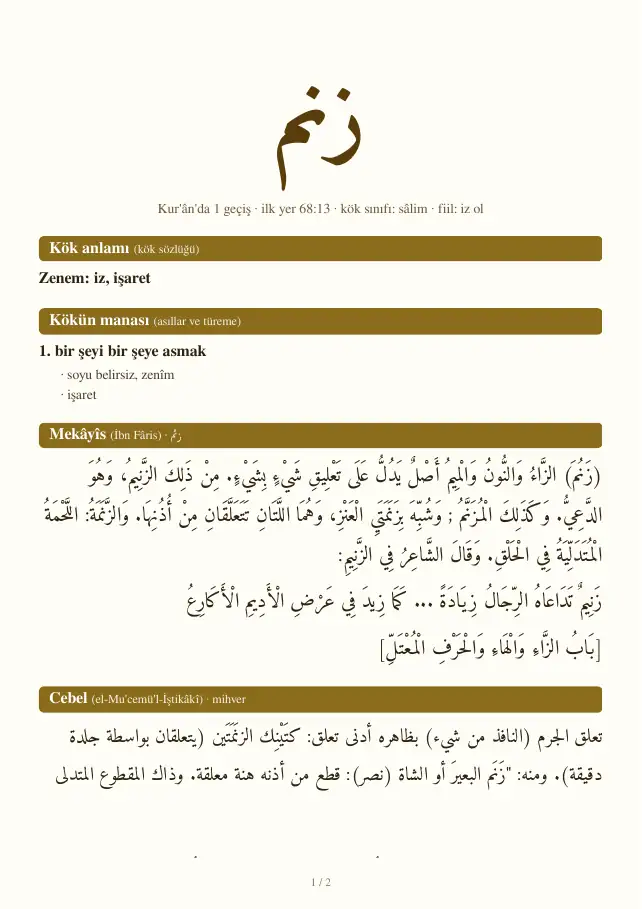 زنم
Kur'ân'da 1 geçiş · ilk yer 68:13 · kök sınıfı: sâlim · fiil: iz ol
Kök anlamı (kök sözlüğü)
Zenem: iz, işaret
Kökün manası (asıllar ve türeme)
1. bir şeyi bir şeye asmak
· soyu belirsiz, zenîm
· işaret
Mekâyîs (İbn Fâris) · زَنُمَ
(زَنُمَ) الزَّاءُ وَالنُّونُ وَالْمِيمُ أَصْلٌ يَدُلُّ عَلَى تَعْلِيقِ شَيْءٍ بِشَيْءٍ. مِنْ ذَلِكَ الزَّنِيمُ، وَهُوَ
الدَّعِيُّ. وَكَذَلِكَ الْمُزَنَّمُ ; وَشُبِّهَ بِزَنَمَتَيِ الْعَنْزِ، وَهُمَا اللَّتَانِ تَتَعَلَّقَانِ مِنْ أُذُنِهَا. وَالزَّنَمَةُ: اللَّحْمَةُ
الْمُتَدَلِّيَةُ فِي الْحَلْقِ. وَقَالَ الشَّاعِرُ فِي الزَّنِيمِ:
زَنِيمٌ تَدَاعَاهُ الرِّجَالُ زِيَادَةً ... كَمَا زِيدَ فِي عَرْضِ الْأَدِيمِ الْأَكَارِعُ
[بَابُ الزَّاءِ وَالْهَاءِ وَالْحَرْفِ الْمُعْتَلِّ]
Cebel (el-Mu'cemü'l-İştikâkî) · mihver
تعلق الجرم (النافذ من شيء) بظاهره أدنى تعلق: كتَيْنِك الزنَمَتَين (يتعلقان بواسطة جلدة
دقيقة). ومنه: "زَنَم البعيرَ أو الشاة (نصر): قطع من أذنه هنة معلقة. وذاك المقطوع المتدلى
1 / 2